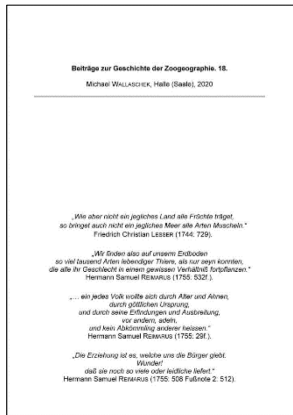 Beiträge zur Geschichte der Zoogeographie. 18.
Michael WALLASCHEK, Halle (Saale), 2020
„Wie aber nicht ein jegliches Land alle Früchte träget,
so bringet auch nicht ein jegliches Meer alle Arten Muscheln.“
Friedrich Christian LESSER (1744: 729).
„Wir finden also auf unserm Erdboden
so viel tausend Arten lebendiger Thiere, als nur seyn konnten,
die alle ihr Geschlecht in einem gewissen Verhältniß fortpflanzen.“
Hermann Samuel REIMARUS (1755: 532f.).
„… ein jedes Volk wollte sich durch Alter und Ahnen,
durch göttlichen Ursprung,
und durch seine Erfindungen und Ausbreitung,
vor andern, adeln,
und kein Abkömmling anderer heissen.“
Hermann Samuel REIMARUS (1755: 29f.).
„Die Erziehung ist es, welche uns die Bürger giebt.
Wunder!
daß sie noch so viele oder leidliche liefert.“
Hermann Samuel REIMARUS (1755: 508 Fußnote 2: 512).